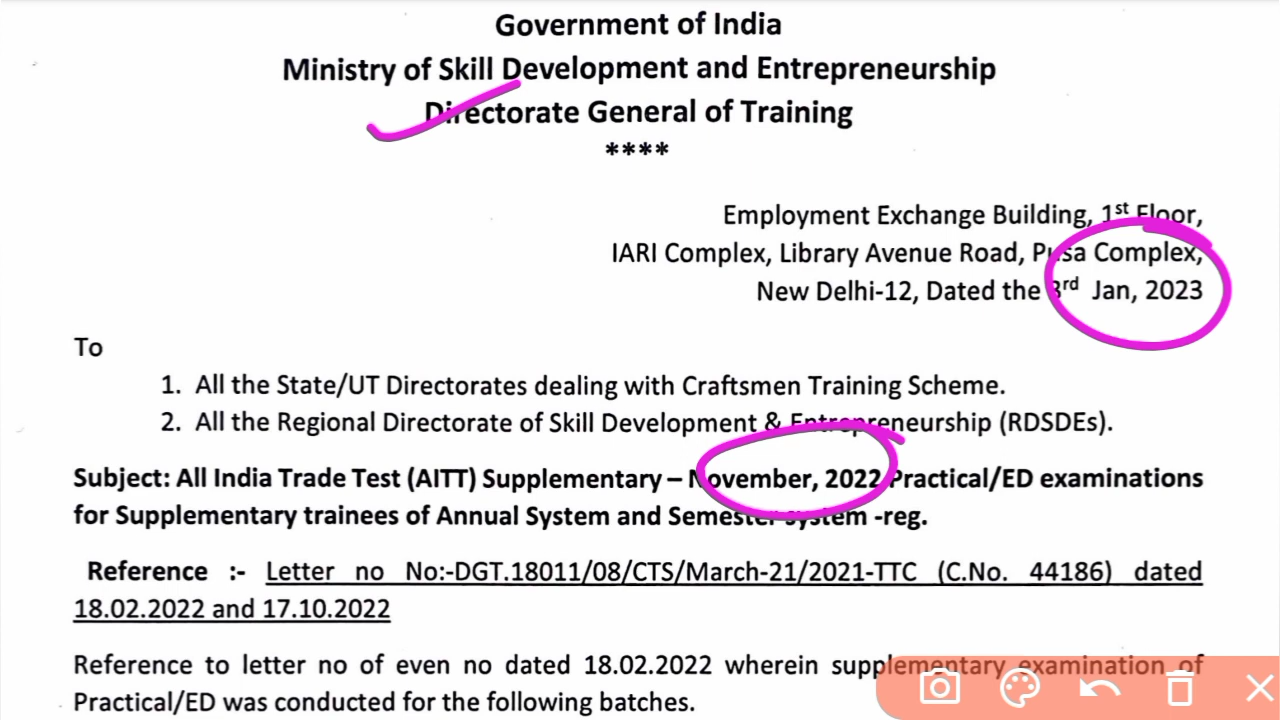 Government of India
Ministry of Skill Development and Entrepreneurship
Directorate General of Training
****
Employment Exchange Building, 1st Floor,
IARI Complex, Library Avenue Road, Pusa Complex,
New Delhi-12, Dated the 3rd Jan, 2023
To
1. All the State/UT Directorates dealing with Craftsmen Training Scheme.
2. All the Regional Directorate of Skill Development & Entrepreneurship (RDSDEs).
Subject: All India Trade Test (AITT) Supplementary – November, 2022 Practical/ED examinations
for Supplementary trainees of Annual System and Semester system -reg.
Reference :- Letter no No:-DGT.18011/08/CTS/March-21/2021-TTC (C.No. 44186) dated
18.02.2022 and 17.10.2022
Reference to letter no of even no dated 18.02.2022 wherein supplementary examination of
Practical/ED was conducted for the following batches.